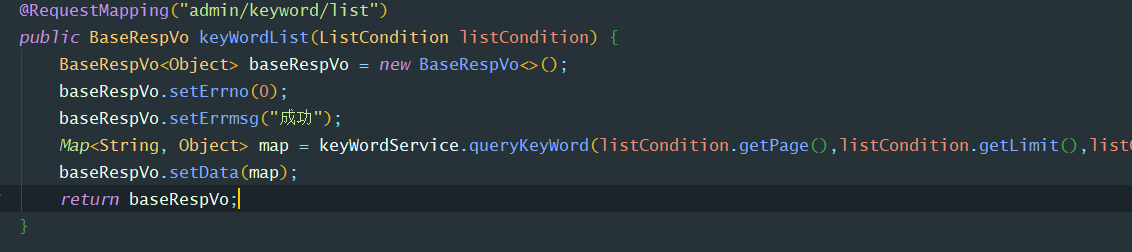 @RequestMapping("admin/keyword/list")
public BaseRespVo keyWordList(ListCondition listCondition) {
BaseRespVo<Object> baseRespVo = new BaseRespVo<>();
baseRespVo.setErrno(0);
baseRespVo.setErrmsg("成功");
Map<String, Object> map = keyWordService.queryKeyWord(listCondition.getPage(),listCondition.getLimit(),list
baseRespVo.setData(map);
return baseRespVo;
}